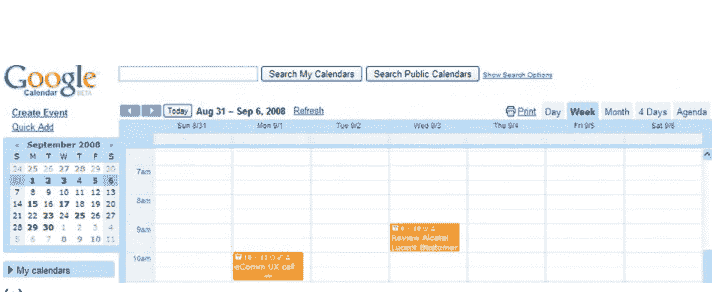 Google
Calendar BETA
Search My Calendars
Search Public Calendars
Show Search Options
Create Event
Quick Add
Today
Aug 31 – Sep 6, 2008
Refresh
Print
Day
Week
Month
4 Days
Agenda
Sun 8/31
Mon 9/1
Tue 9/2
Wed 9/3
Thu 9/4
Fri 9/5
Sat 9/6
« September 2008 »
S M T W T F S
24 25 26 27 28 29 30
31 1 2 3 4 5 6
7 8 9 10 11 12 13
14 15 16 17 18 19 20
21 22 23 24 25 26 27
28 29 30 1 2 3 4
5 6 7 8 9 10 11
My calendars
7am
8am
9am
10am
9 – 10
Review Alcatel
Lucent
10 – 11
eComm UX call